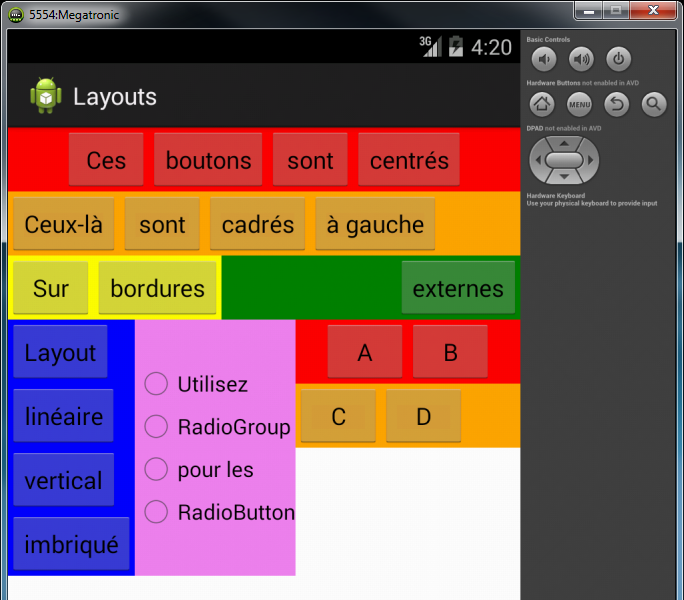 5554:Megatronic
3G 4:20
Layouts
Ces boutons sont centrés
Ceux-là sont cadrés à gauche
Sur bordures externes
Layout
linéaire
vertical
imbriqué
Utilisez
RadioGroup
pour les
RadioButton
A B
C D
Basic Controls
Hardware Buttons not enabled in AVD
MENU
DPAD not enabled in AVD
Hardware Keyboard
Use your physical keyboard to provide input